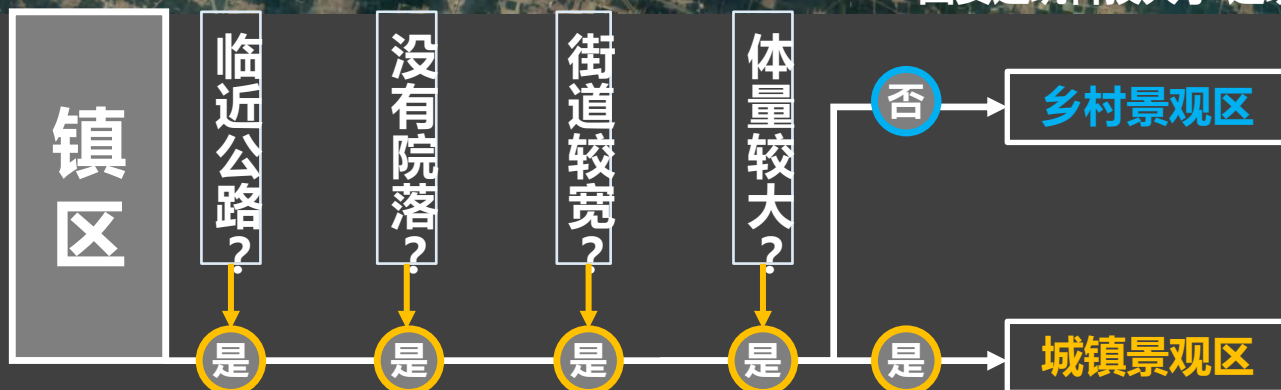 镇区
临近公路?
没有院落?
街道较宽?
体量较大?
否
乡村景观区
是
是
是
是
是
城镇景观区